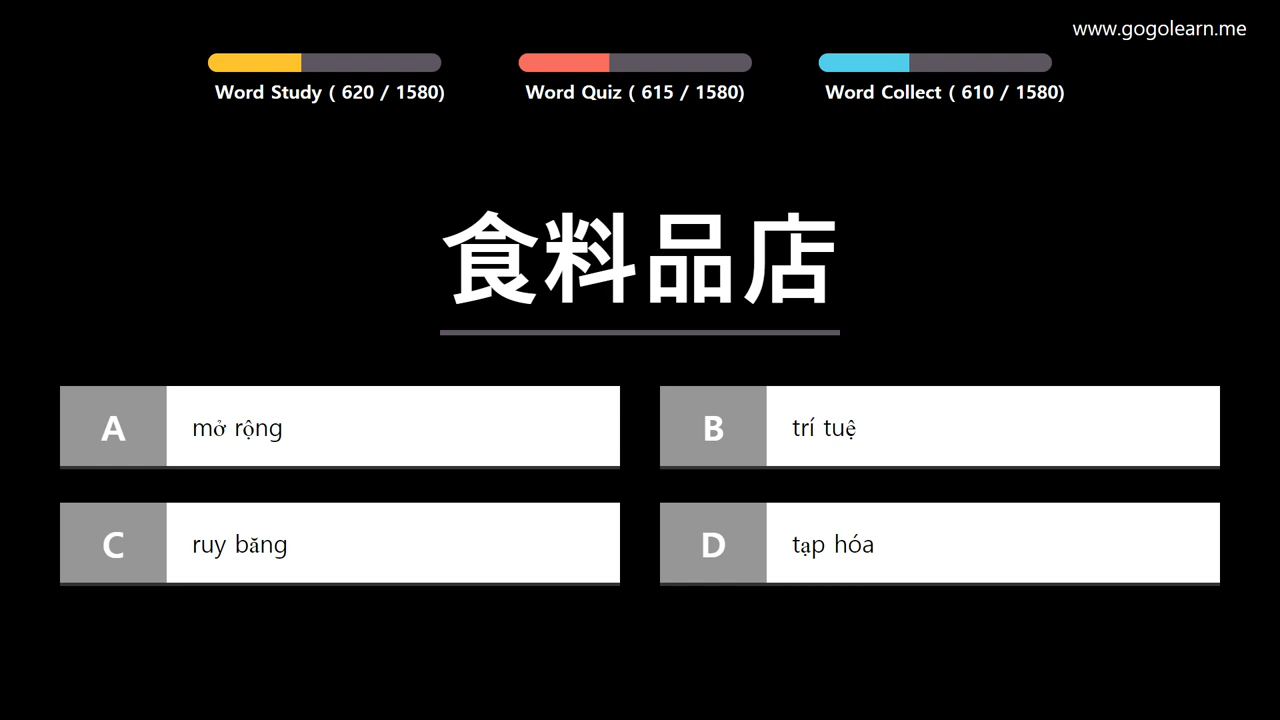 www.gogolearn.me
Word Study ( 620 / 1580)
Word Quiz ( 615 / 1580)
Word Collect ( 610 / 1580)
食料品店
A
mở rộng
B
trí tuệ
C
ruy băng
D
tạp hóa